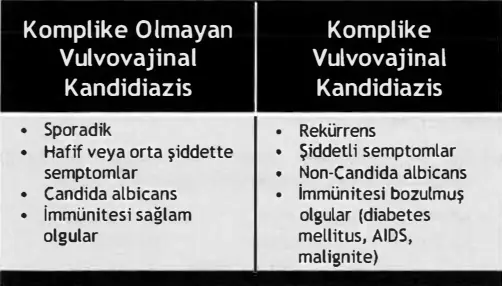 Komplike Olmayan
Vulvovajinal
Kandidiazis
Komplike
Vulvovajinal
Kandidiazis
• Sporadik
• Hafif veya orta şiddette
semptomlar
• Candida albicans
• İmmünitesi sağlam
olgular
• Rekürrens
• Şiddetli semptomlar
• Non-Candida albicans
• İmmünitesi bozulmuş
olgular (diabetes
mellitus, AIDS,
malignite)